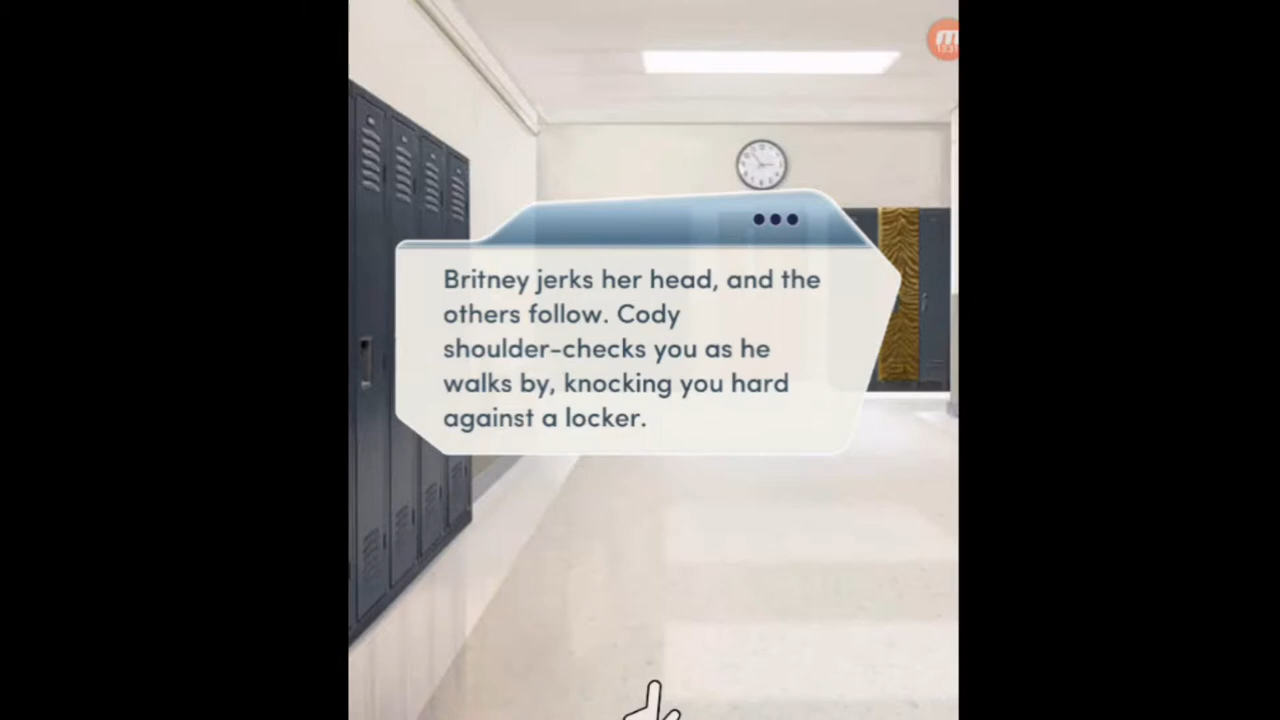 Britney jerks her head, and the
others follow. Cody
shoulder-checks you as he
walks by, knocking you hard
against a locker.